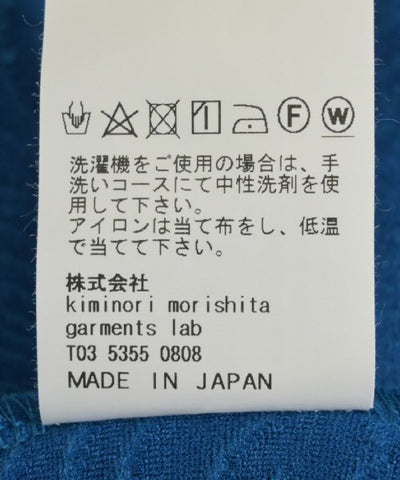 F W
洗濯機をご使用の場合は、手
洗いコースにて中性洗剤を使
用して下さい。
アイロンは当て布をし、低温
で当てて下さい。
株式会社
kiminori morishita
garments lab
T03 5355 0808
MADE IN JAPAN